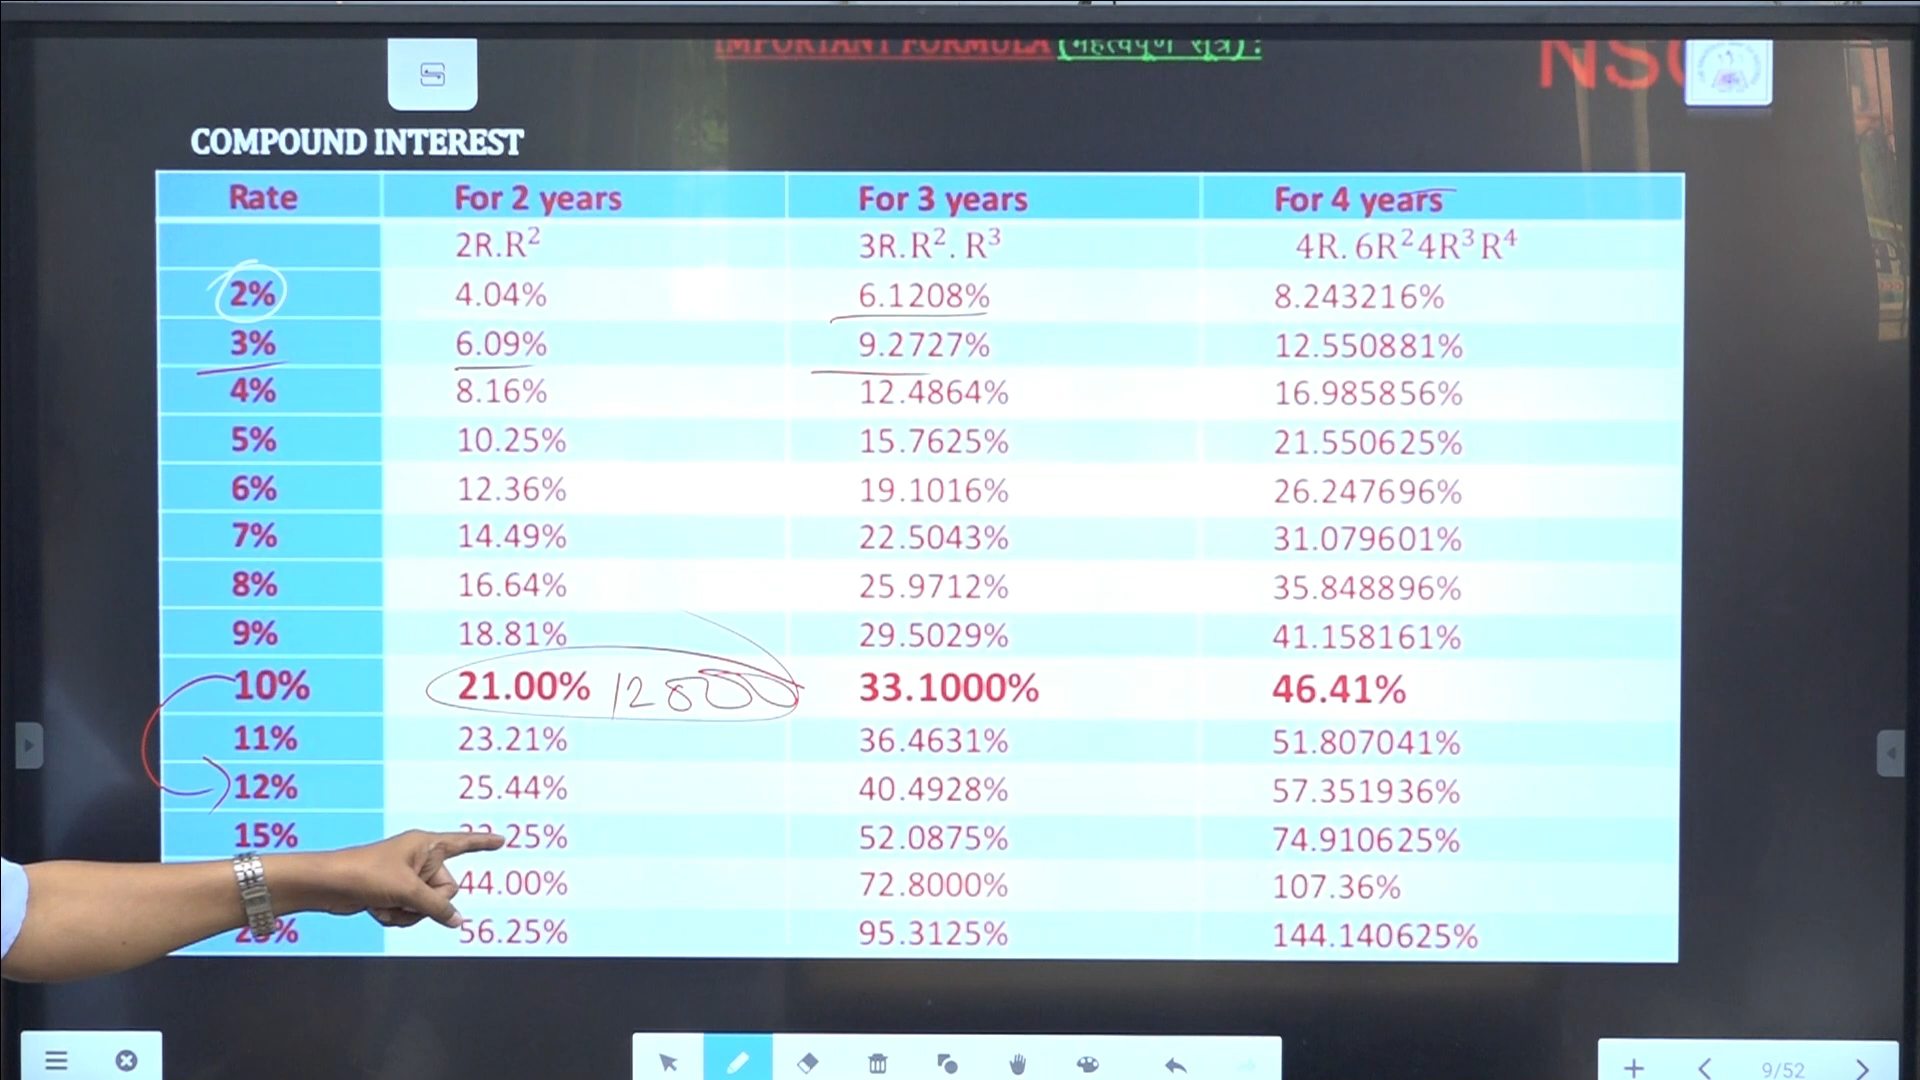 IMPORTANT FORMULA (महत्वपूर्ण सूत्र) :
COMPOUND INTEREST
Rate For 2 years For 3 years For 4 years
2R.R² 3R.R². R³ 4R. 6R²4R³R⁴
2% 4.04% 6.1208% 8.243216%
3% 6.09% 9.2727% 12.550881%
4% 8.16% 12.4864% 16.985856%
5% 10.25% 15.7625% 21.550625%
6% 12.36% 19.1016% 26.247696%
7% 14.49% 22.5043% 31.079601%
8% 16.64% 25.9712% 35.848896%
9% 18.81% 29.5029% 41.158161%
10% 21.00% 12800 33.1000% 46.41%
11% 23.21% 36.4631% 51.807041%
12% 25.44% 40.4928% 57.351936%
15% .25% 52.0875% 74.910625%
44.00% 72.8000% 107.36%
56.25% 95.3125% 144.140625%
9/52